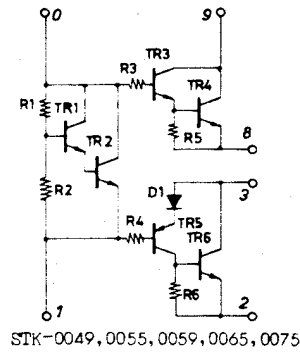 0 9
R3 TR3 TR4
R1 TR1
TR2
R5 8
R2
D1 3
R4 TR5
TR6
R6
1 2
STK-0049,0055,0059,0065,0075